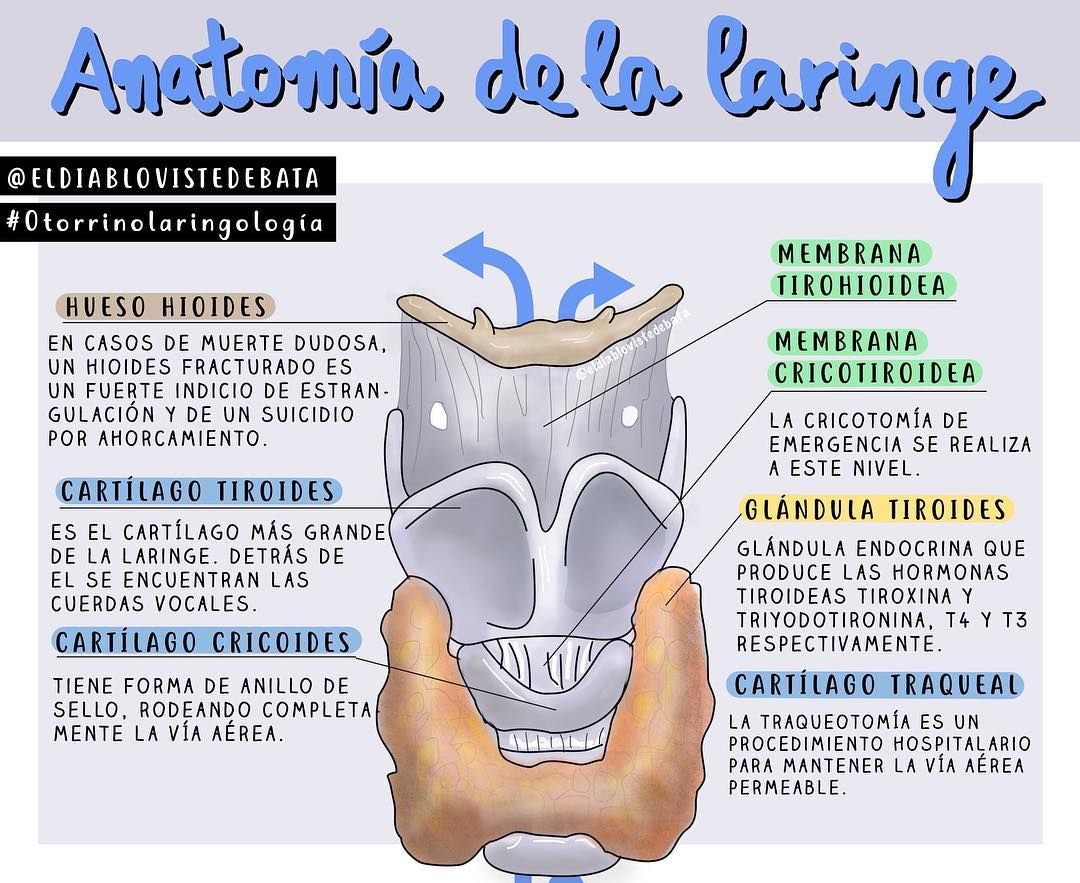 Anatomía de la laringe
@ELDIABLOVISTEDEBATA
#Otorrinolaringología
HUESO HIOIDES
EN CASOS DE MUERTE DUDOSA,
UN HIOIDES FRACTURADO ES
UN FUERTE INDICIO DE ESTRAN-
GULACIÓN Y DE UN SUICIDIO
POR AHORCAMIENTO.
CARTÍLAGO TIROIDES
ES EL CARTÍLAGO MÁS GRANDE
DE LA LARINGE. DETRÁS DE
EL SE ENCUENTRAN LAS
CUERDAS VOCALES.
CARTÍLAGO CRICOIDES
TIENE FORMA DE ANILLO DE
SELLO, RODEANDO COMPLETA-
MENTE LA VÍA AÉREA.
@eldiablovistedebata
MEMBRANA
TIROHIOIDEA
MEMBRANA
CRICOTIROIDEA
LA CRICOTOMÍA DE
EMERGENCIA SE REALIZA
A ESTE NIVEL.
GLÁNDULA TIROIDES
GLÁNDULA ENDOCRINA QUE
PRODUCE LAS HORMONAS
TIROIDEAS TIROXINA Y
TRIYODOTIRONINA, T4 Y T3
RESPECTIVAMENTE.
CARTÍLAGO TRAQUEAL
LA TRAQUEOTOMÍA ES UN
PROCEDIMIENTO HOSPITALARIO
PARA MANTENER LA VÍA AÉREA
PERMEABLE.